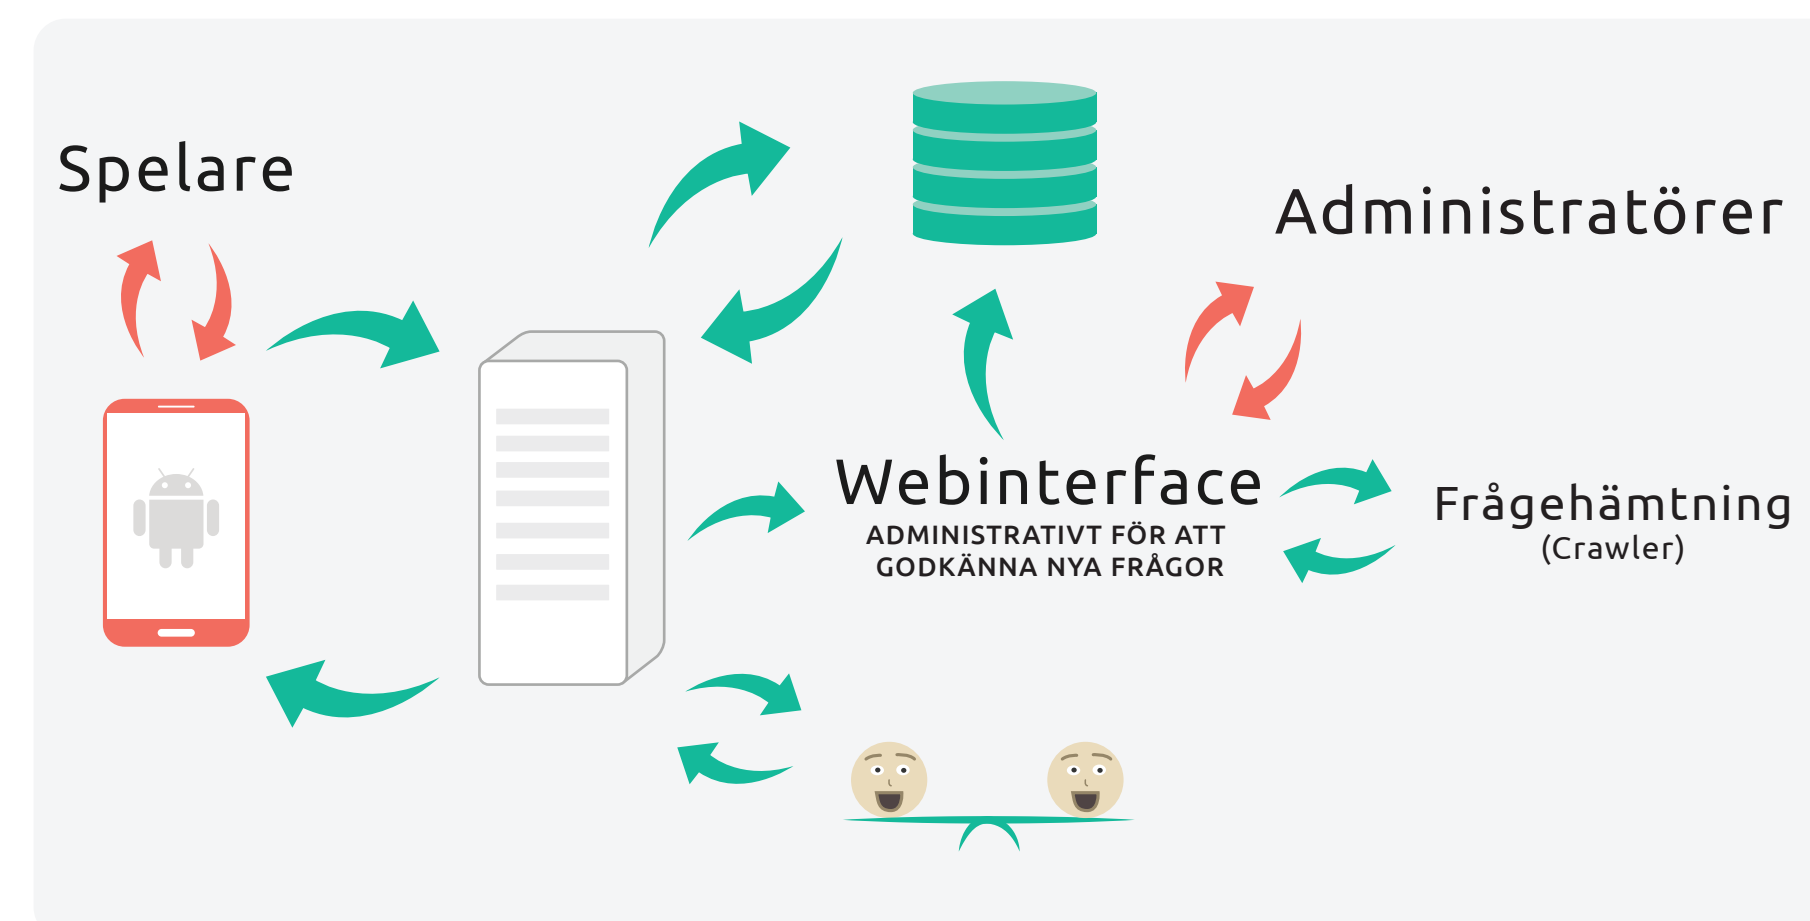 Spelare
Administratörer
Webinterface
ADMINISTRATIVT FÖR ATT
GODKÄNNA NYA FRÅGOR
Frågehämtning
(Crawler)